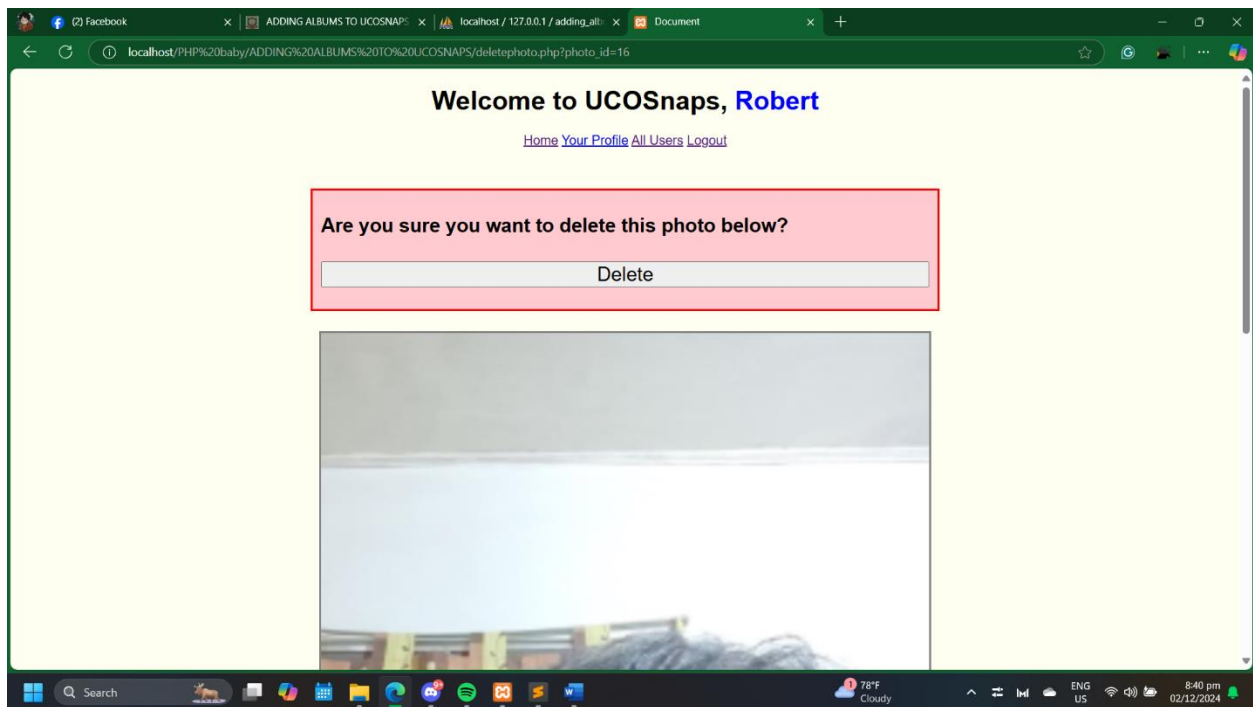 (2) Facebook
ADDING ALBUMS TO UCOSNAPS
localhost / 127.0.0.1 / adding_alb
Document
localhost/PHP%20baby/ADDING%20ALBUMS%20TO%20UCOSNAPS/deletephoto.php?photo_id=16
Welcome to UCOSnaps, Robert
Home Your Profile All Users Logout
Are you sure you want to delete this photo below?
Delete
Search
1
78°F
Cloudy
ENG
US
8:40 pm
02/12/2024